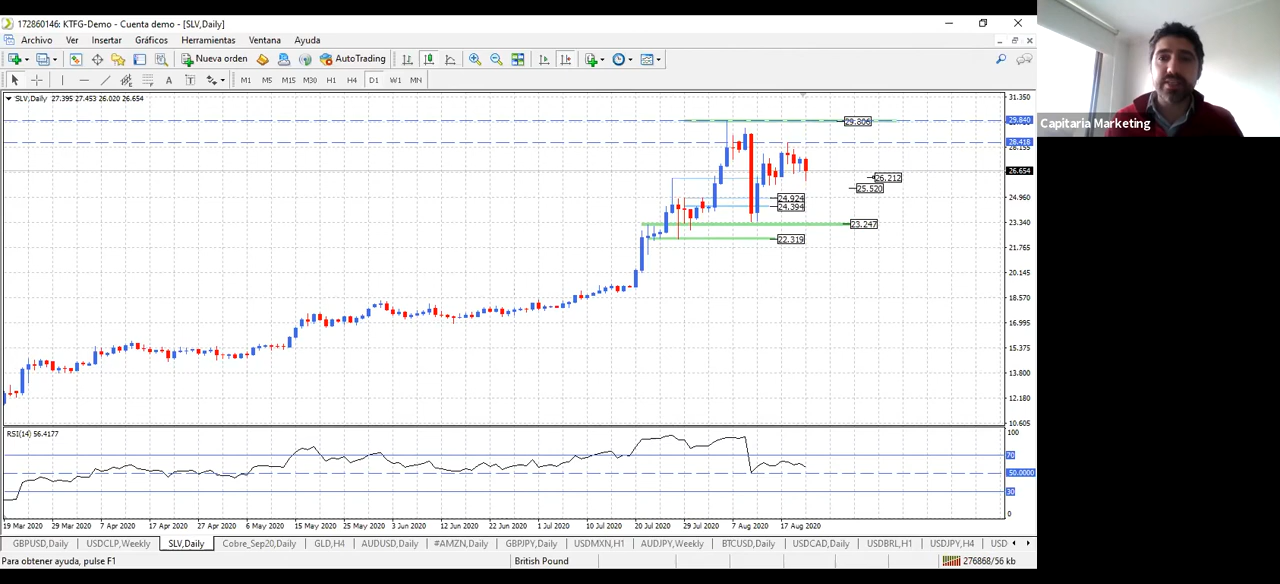 172860146: KTFG-Demo - Cuenta demo - [SLV,Daily]
Archivo Ver Insertar Gráficos Herramientas Ventana Ayuda
Nueva orden AutoTrading
A T M1 M5 M15 M30 H1 H4 D1 W1 MN
SLV,Daily 27.395 27.453 26.020 26.654
31.350
29.840
29.806
28.418
28.135
26.654
26.212
25.520
24.960
24.924
24.394
23.340
23.247
22.319
21.765
20.145
18.570
16.995
15.375
13.800
12.180
10.605
RSI(14) 56.4177
100
70
50.0000
30
0
19 Mar 2020 29 Mar 2020 7 Apr 2020 17 Apr 2020 27 Apr 2020 6 May 2020 15 May 2020 25 May 2020 3 Jun 2020 12 Jun 2020 22 Jun 2020 1 Jul 2020 10 Jul 2020 20 Jul 2020 29 Jul 2020 7 Aug 2020 17 Aug 2020
GBPUSD,Daily USDCLP,Weekly SLV,Daily Cobre_Sep20,Daily GLD,H4 AUDUSD,Daily #AMZN,Daily GBPJPY,Daily USDMXN,H1 AUDJPY,Weekly BTCUSD,Daily USDCAD,Daily USDBRL,H1 USDJPY,H4 USD
Para obtener ayuda, pulse F1 British Pound 276868/56 kb
Capitaria Marketing